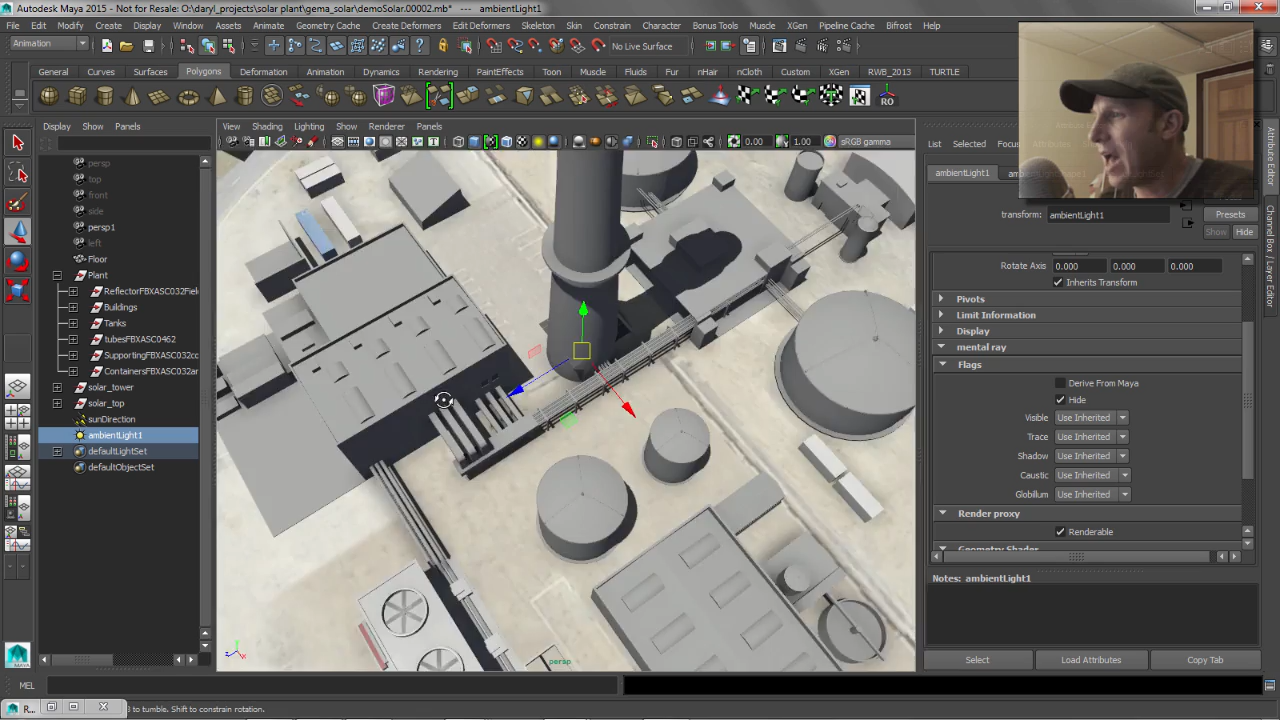 Autodesk Maya 2015 - Not for Resale: O:\daryl_projects\solar plant\gema_solar\demoSolar.00002.mb* --- ambientLight1
File Edit Modify Create Display Window Assets Animate Geometry Cache Create Deformers Edit Deformers Skeleton Skin Constrain Character Bonus Tools Muscle XGen Pipeline Cache Bifrost Help
Animation
No Live Surface
General Curves Surfaces Polygons Deformation Animation Dynamics Rendering PaintEffects Toon Muscle Fluids Fur nHair nCloth Custom XGen RWB_2013 TURTLE
RO
Display Show Panels
View Shading Lighting Show Renderer Panels
0.00 1.00 sRGB gamma
List Selected
persp
top
front
side
persp1
left
Floor
Plant
ReflectorFBXASC032Fiel
Buildings
Tanks
tubesFBXASC0462
SupportingFBXASC032cc
ContainersFBXASC032ar
solar_tower
solar_top
sunDirection
ambientLight1
defaultLightSet
defaultObjectSet
persp
ambientLight1
transform: ambientLight1
Presets
Show Hide
Rotate Axis 0.000 0.000 0.000
Inherits Transform
Pivots
Limit Information
Display
mental ray
Flags
Derive From Maya
Hide
Visible Use Inherited
Trace Use Inherited
Shadow Use Inherited
Caustic Use Inherited
Globillum Use Inherited
Render proxy
Renderable
Geometry Shader
Notes: ambientLight1
Select Load Attributes Copy Tab
Attribute Editor
Channel Box / Layer Editor
MEL
R...
to tumble. Shift to constrain rotation.
MAYA